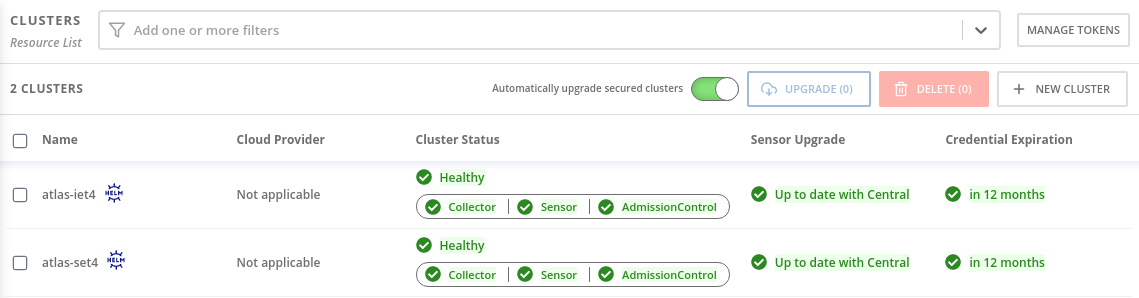 CLUSTERS
Resource List
Add one or more filters
MANAGE TOKENS
2 CLUSTERS
Automatically upgrade secured clusters
UPGRADE (0)
DELETE (0)
NEW CLUSTER
Name Cloud Provider Cluster Status Sensor Upgrade Credential Expiration
atlas-iet4 HELM Not applicable Healthy Up to date with Central in 12 months
Collector Sensor AdmissionControl
atlas-set4 HELM Not applicable Healthy Up to date with Central in 12 months
Collector Sensor AdmissionControl